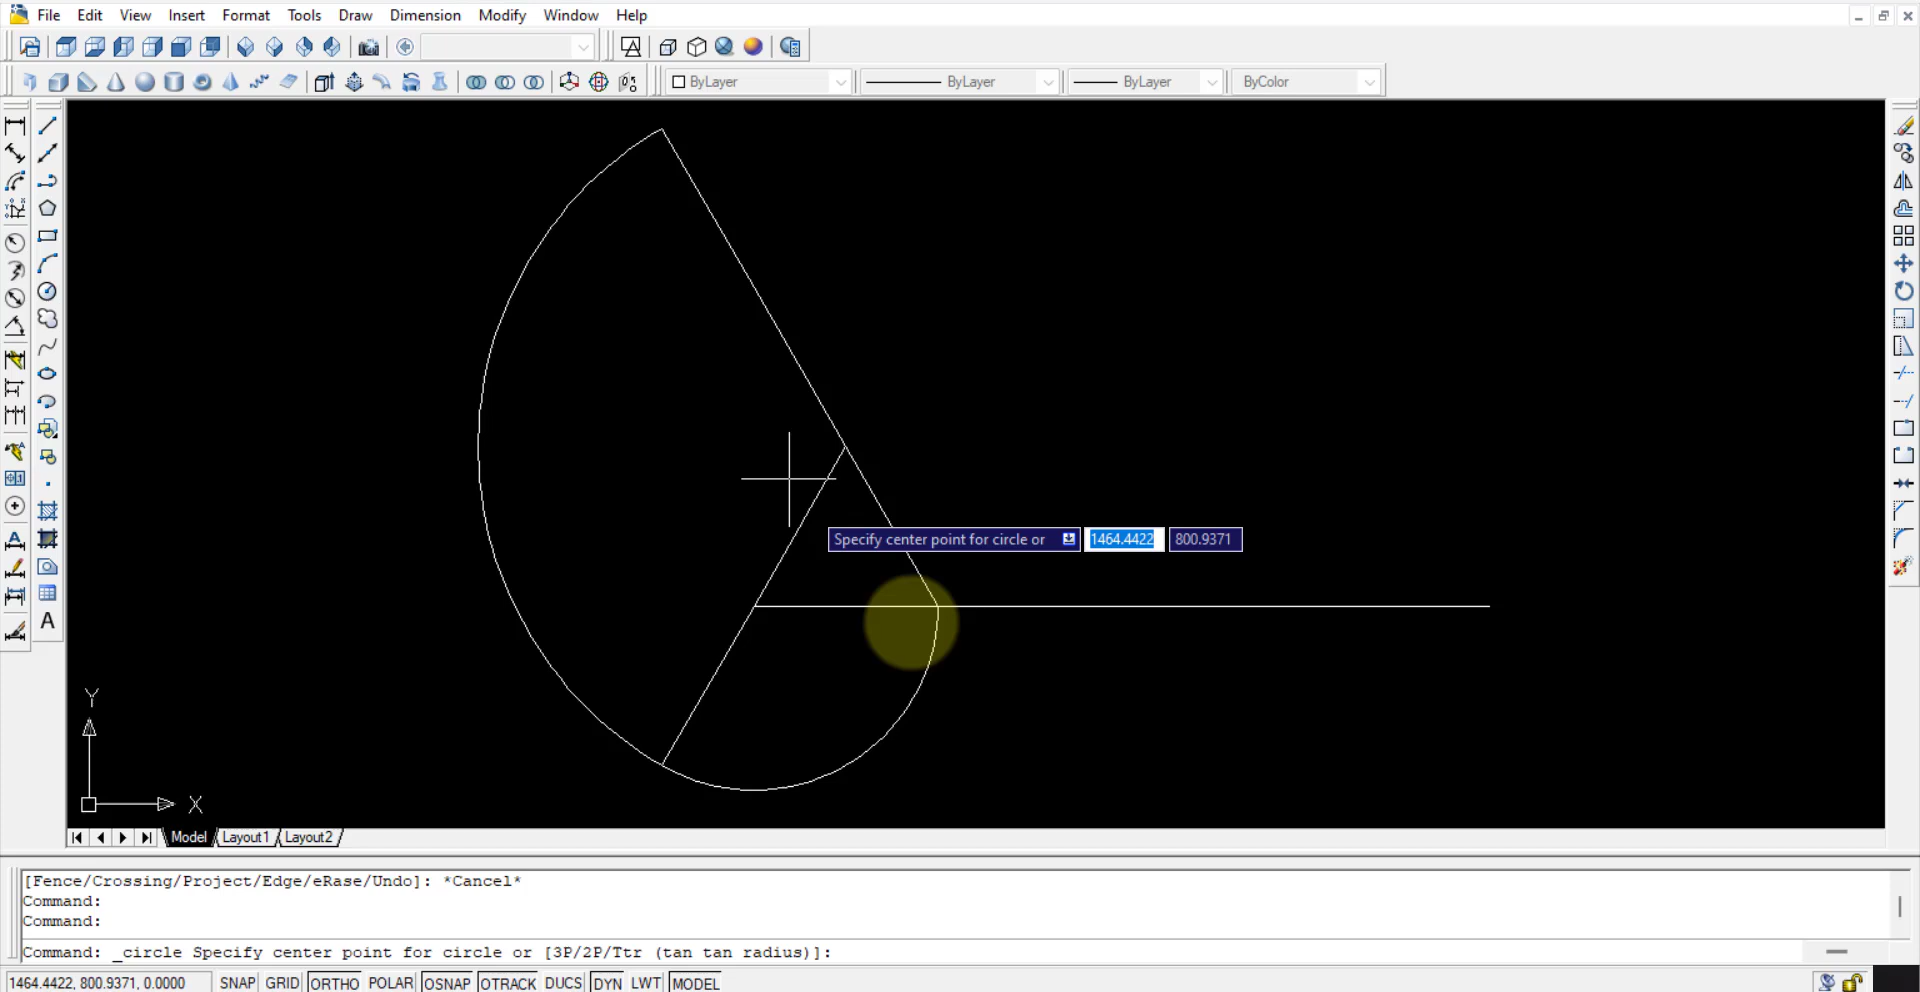 File Edit View Insert Format Tools Draw Dimension Modify Window Help
ByLayer ByLayer ByLayer ByColor
Specify center point for circle or 1464.4422 800.9371
Y
X
Model Layout1 Layout2
[Fence/Crossing/Project/Edge/eRase/Undo]: *Cancel*
Command:
Command:
Command: _circle Specify center point for circle or [3P/2P/Ttr (tan tan radius)]:
1464.4422, 800.9371, 0.0000 SNAP GRID ORTHO POLAR OSNAP OTRACK DUCS DYN LWT MODEL